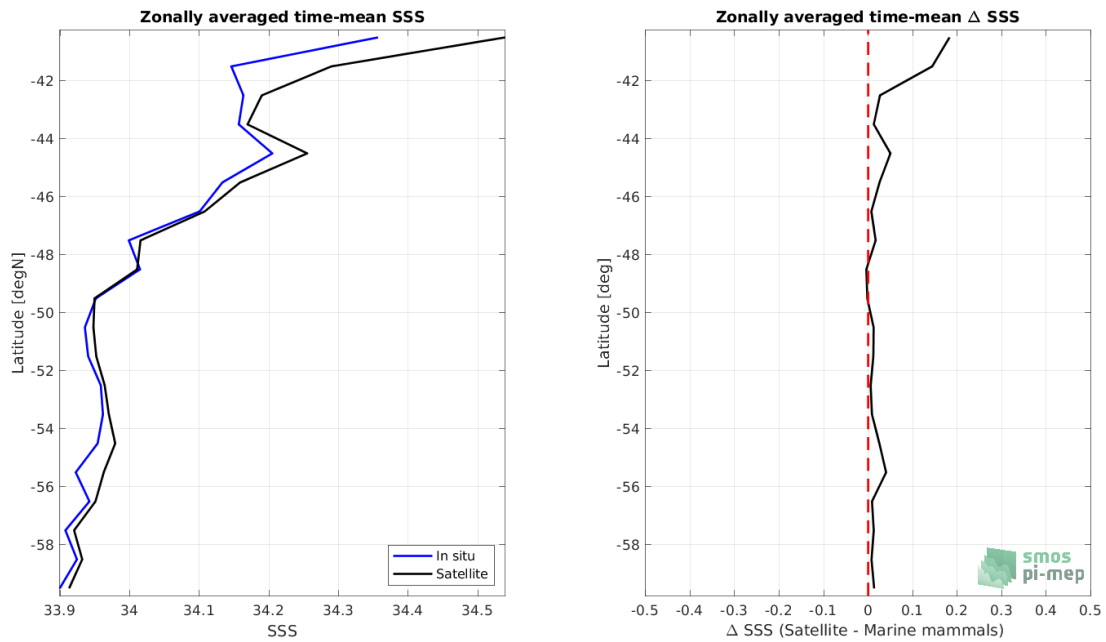 Zonally averaged time-mean SSS
-42
-44
-46
-48
-50
-52
-54
-56
-58
Latitude [degN]
33.9 34 34.1 34.2 34.3 34.4 34.5
SSS
In situ
Satellite
Zonally averaged time-mean Δ SSS
-42
-44
-46
-48
-50
-52
-54
-56
-58
Latitude [deg]
-0.5 -0.4 -0.3 -0.2 -0.1 0 0.1 0.2 0.3 0.4 0.5
Δ SSS (Satellite - Marine mammals)
smos
pi-mep